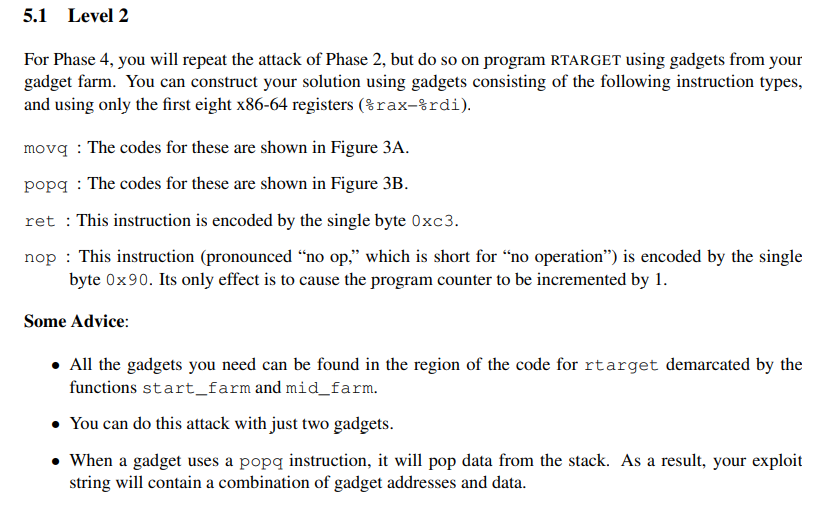 5.1 Level 2
For Phase 4, you will repeat the attack of Phase 2, but do so on program RTARGET using gadgets from your
gadget farm. You can construct your solution using gadgets consisting of the following instruction types,
and using only the first eight x86-64 registers (%rax–%rdi).
movq : The codes for these are shown in Figure 3A.
popq : The codes for these are shown in Figure 3B.
ret : This instruction is encoded by the single byte 0xc3.
nop : This instruction (pronounced “no op,” which is short for “no operation”) is encoded by the single
byte 0x90. Its only effect is to cause the program counter to be incremented by 1.
Some Advice:
• All the gadgets you need can be found in the region of the code for rtarget demarcated by the
functions start_farm and mid_farm.
• You can do this attack with just two gadgets.
• When a gadget uses a popq instruction, it will pop data from the stack. As a result, your exploit
string will contain a combination of gadget addresses and data.